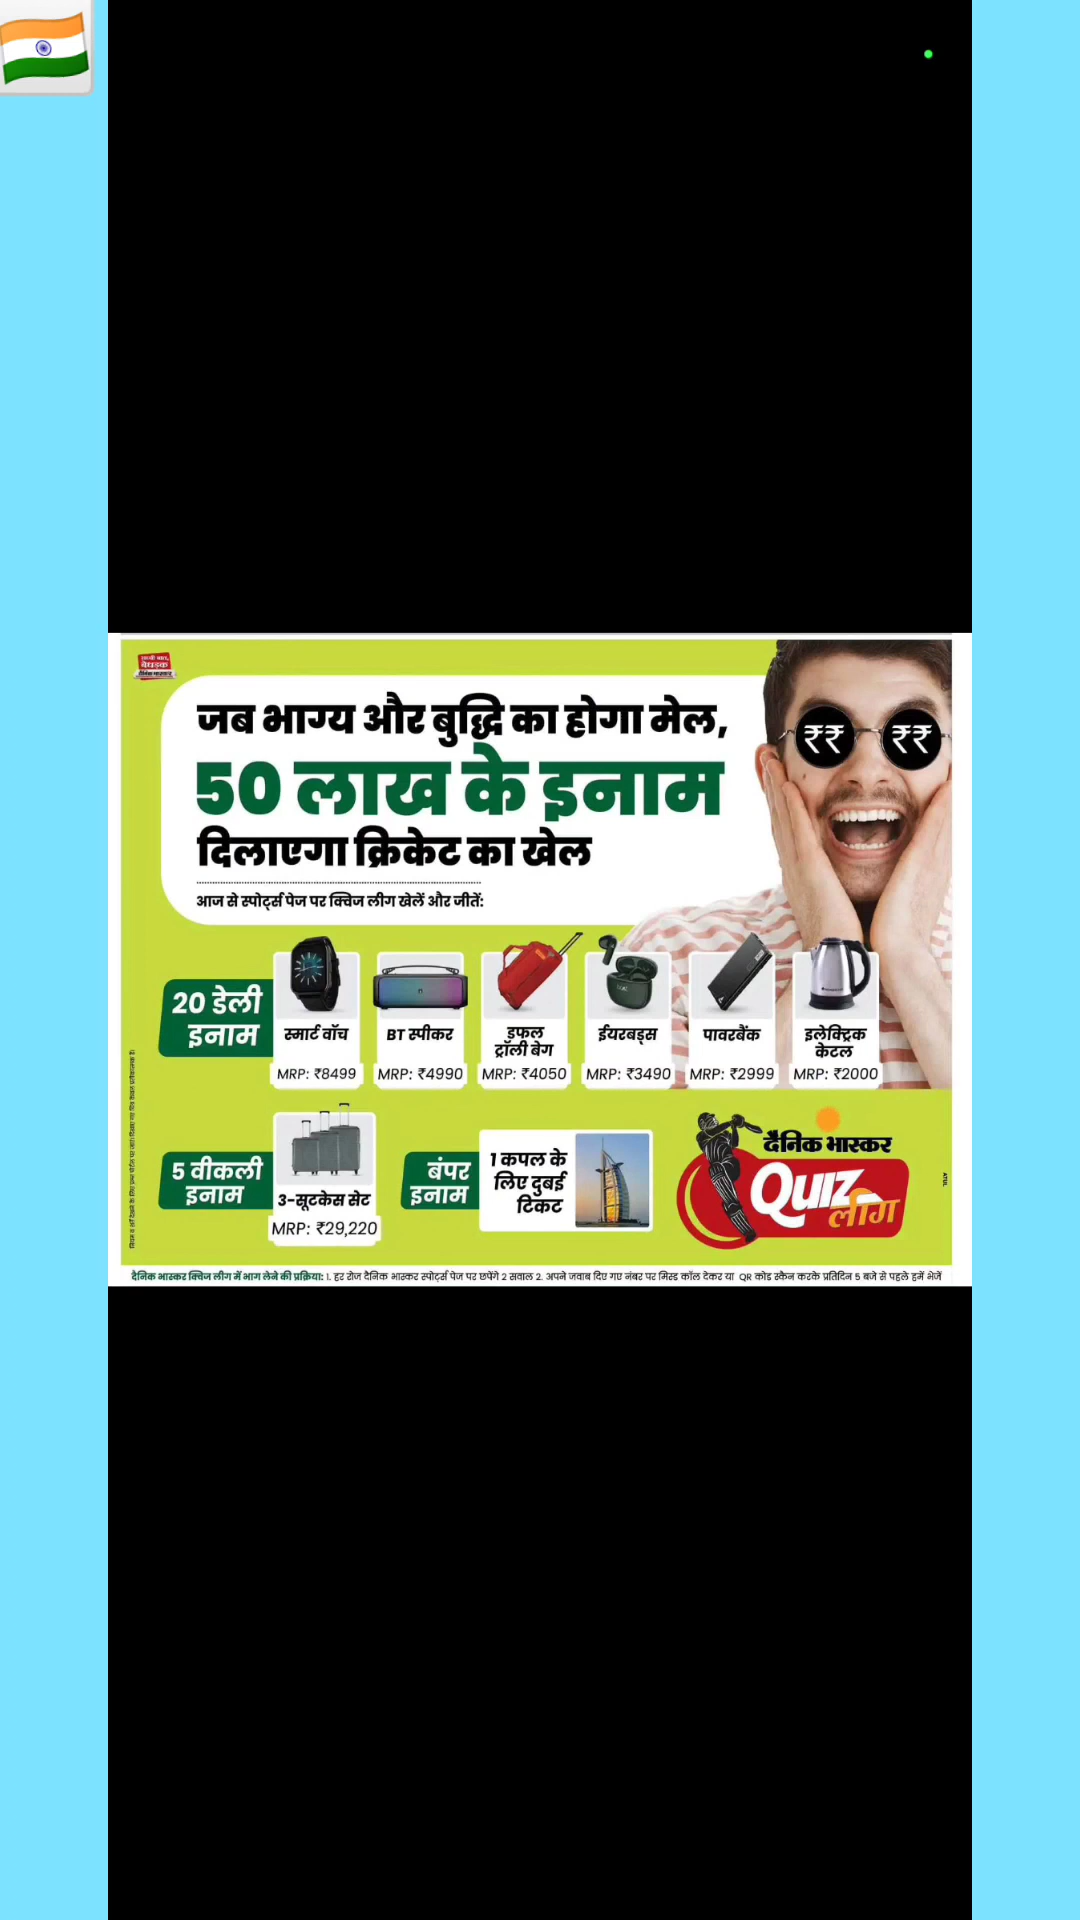 सच्ची बात, बेधड़क
दैनिक भास्कर
जब भाग्य और बुद्धि का होगा मेल,
50 लाख के इनाम
दिलाएगा क्रिकेट का खेल
आज से स्पोर्ट्स पेज पर क्विज लीग खेलें और जीतें:
₹₹ ₹₹
20 डेली
इनाम
स्मार्ट वॉच
MRP: ₹8499
BT स्पीकर
MRP: ₹4990
डफल
ट्रॉली बेग
MRP: ₹4050
ईयरबड्स
MRP: ₹3490
पावरबैंक
MRP: ₹2999
इलेक्ट्रिक
केटल
MRP: ₹2000
5 वीकली
इनाम
3-सूटकेस सेट
MRP: ₹29,220
बंपर
इनाम
1 कपल के
लिए दुबई
टिकट
दैनिक भास्कर
Quiz
लीग
दैनिक भास्कर क्विज लीग में भाग लेने की प्रक्रिया: 1. हर रोज दैनिक भास्कर स्पोर्ट्स पेज पर छपेंगे 2 सवाल 2. अपने जवाब दिए गए नंबर पर मिस्ड कॉल देकर या QR कोड स्कैन करके प्रतिदिन 5 बजे से पहले हमें भेजें